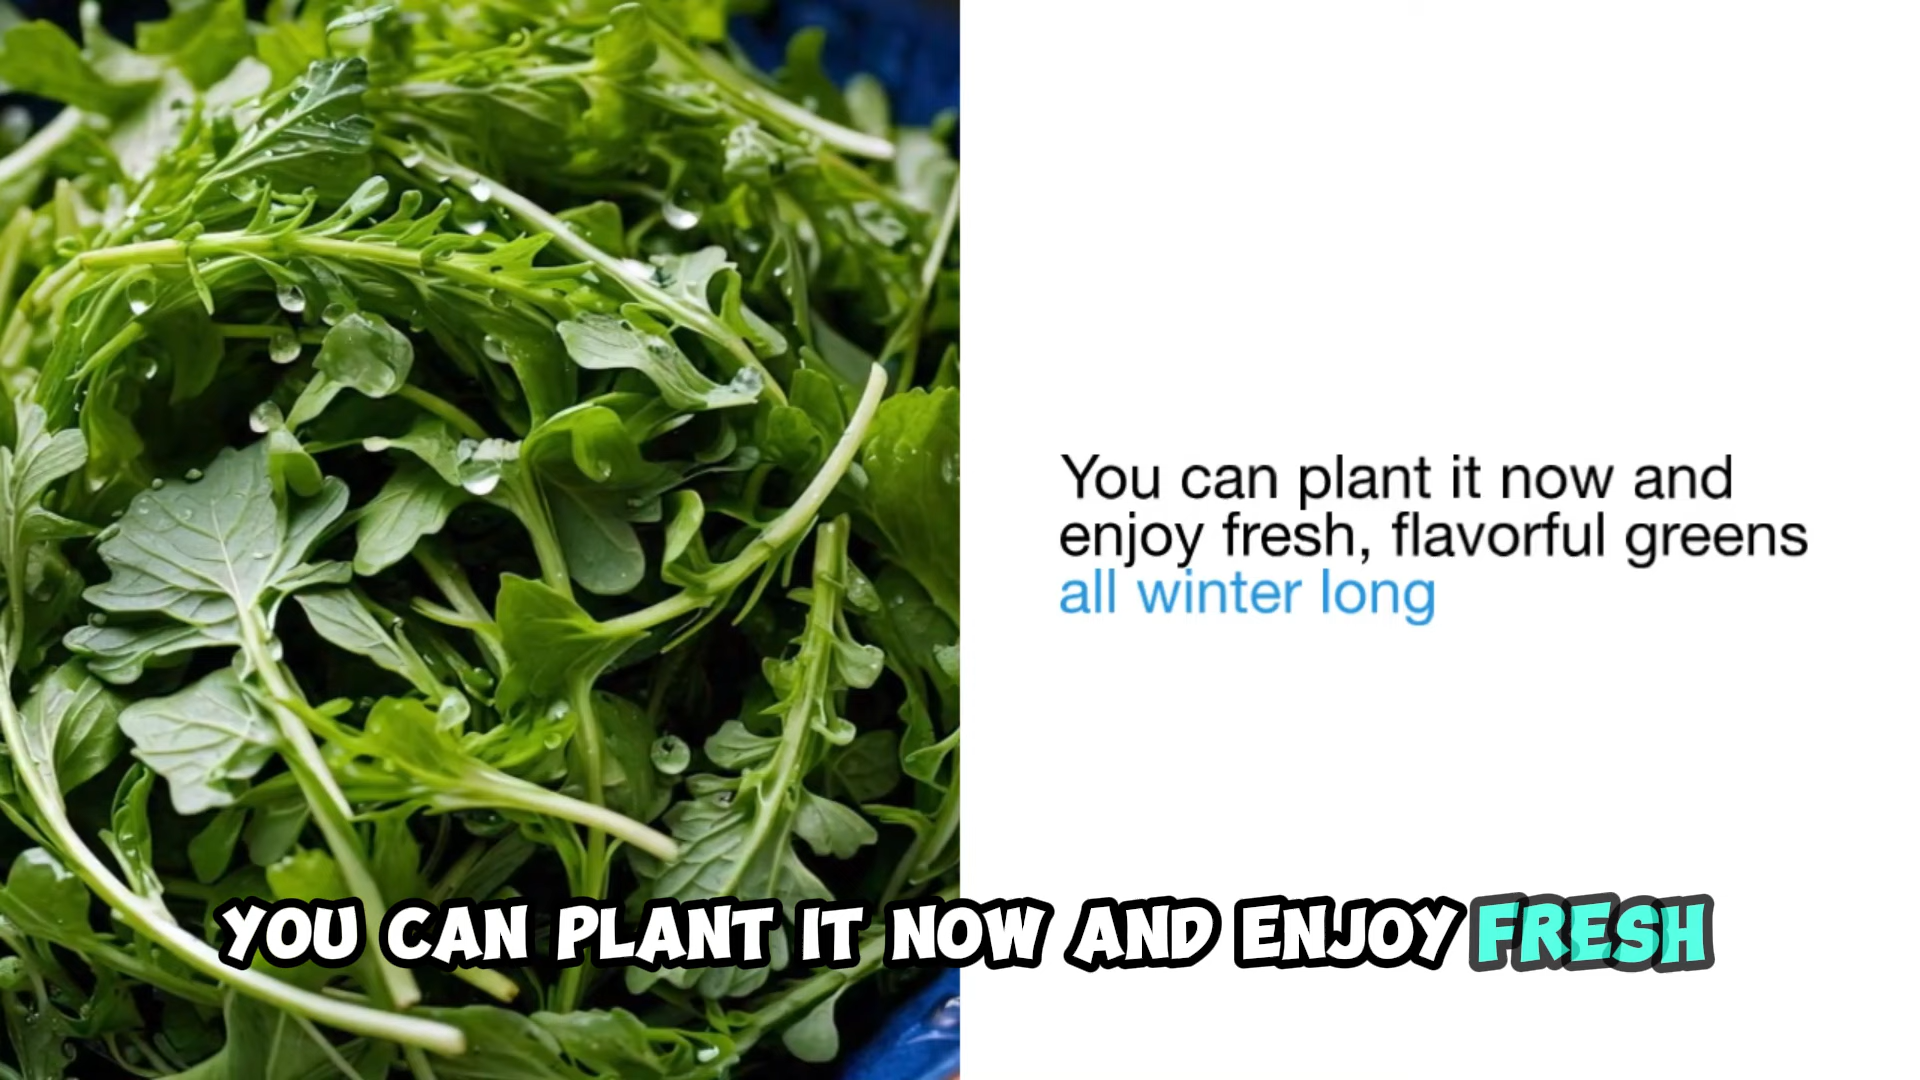 You can plant it now and
enjoy fresh, flavorful greens
all winter long
YOU CAN PLANT IT NOW AND ENJOY FRESH